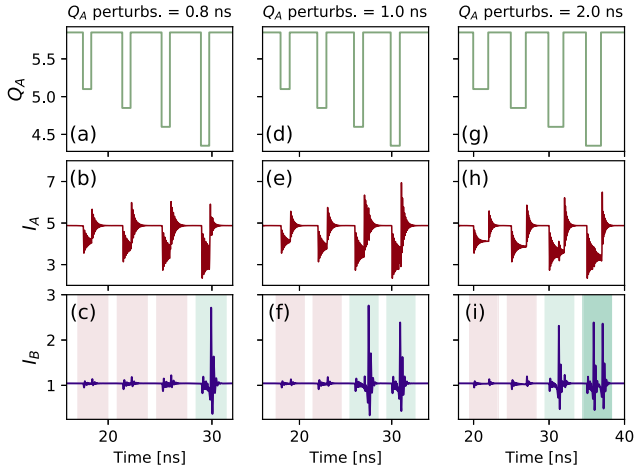 Q_A perturbs. = 0.8 ns
Q_A perturbs. = 1.0 ns
Q_A perturbs. = 2.0 ns
Q_A
5.5
5.0
4.5
(a)
(d)
(g)
I_A
7
5
3
(b)
(e)
(h)
I_B
3
2
1
(c)
(f)
(i)
20
30
20
30
20
30
40
Time [ns]
Time [ns]
Time [ns]